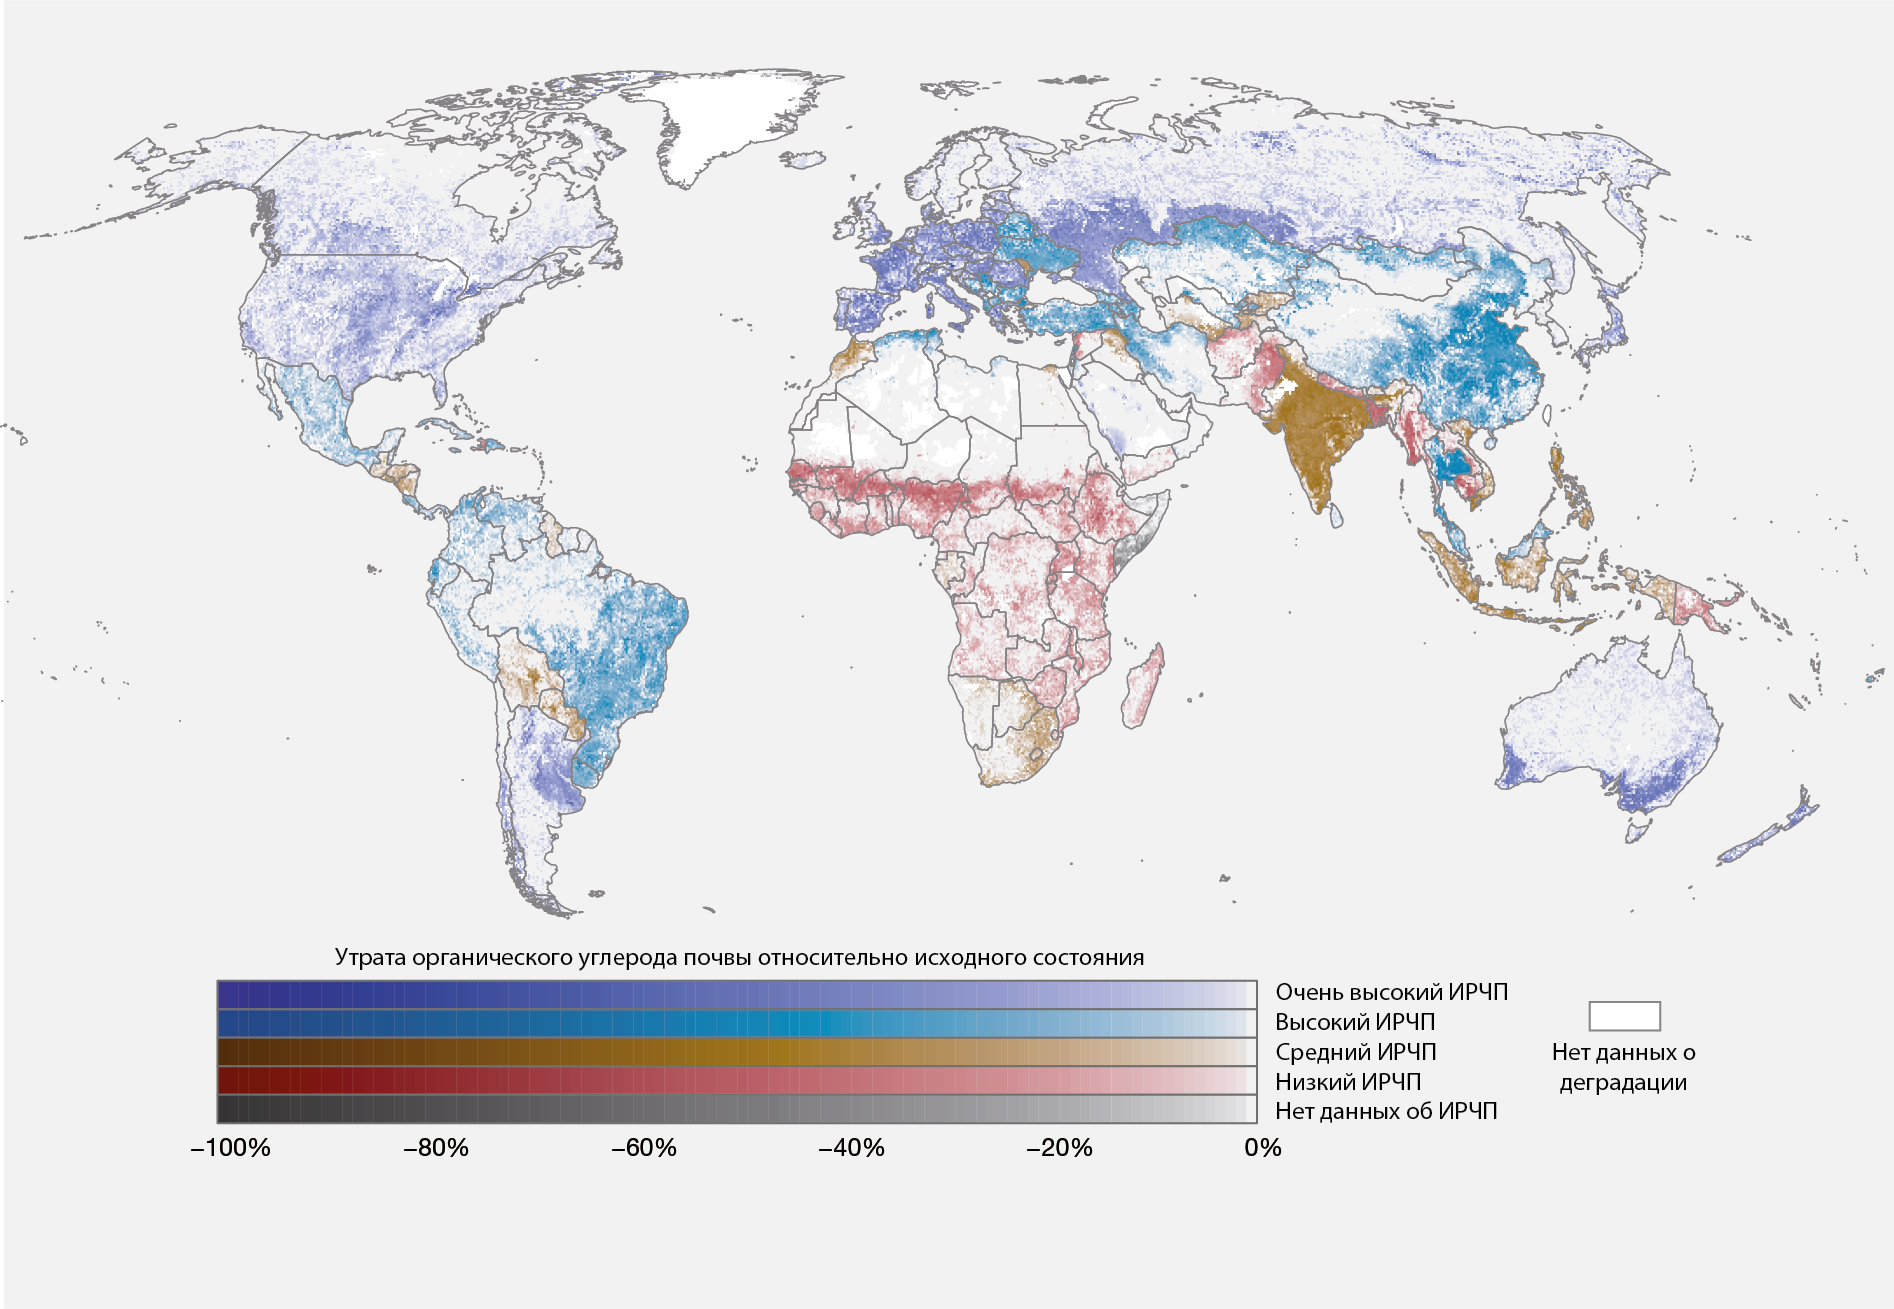 Утрата органического углерода почвы относительно исходного состояния
Очень высокий ИРЧП
Высокий ИРЧП
Средний ИРЧП
Низкий ИРЧП
Нет данных об ИРЧП
Нет данных о
деградации
−100% −80% −60% −40% −20% 0%